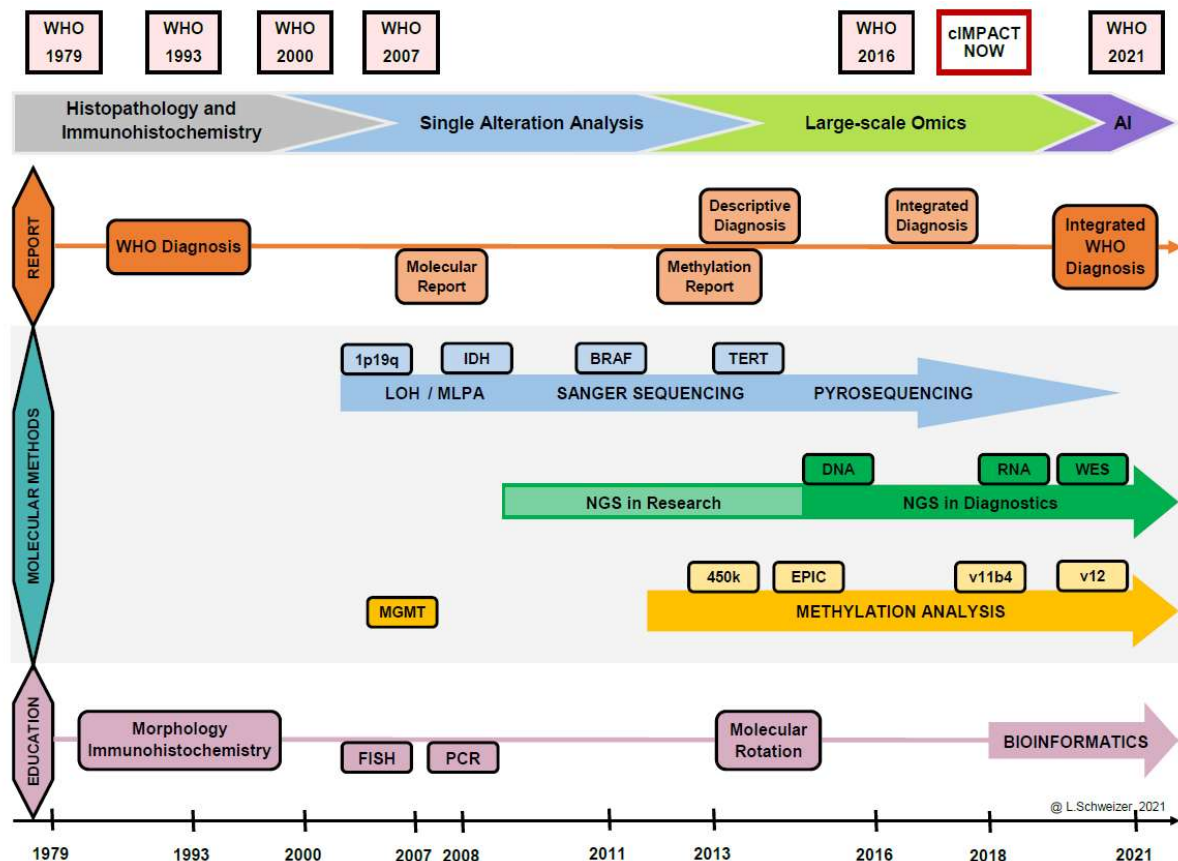 WHO
1979
WHO
1993
WHO
2000
WHO
2007
WHO
2016
cIMPACT
NOW
WHO
2021
Histopathology and
Immunohistochemistry
Single Alteration Analysis
Large-scale Omics
AI
REPORT
WHO Diagnosis
Molecular
Report
Descriptive
Diagnosis
Methylation
Report
Integrated
Diagnosis
Integrated
WHO
Diagnosis
MOLECULAR METHODS
1p19q
IDH
BRAF
TERT
LOH / MLPA
SANGER SEQUENCING
PYROSEQUENCING
DNA
RNA
WES
NGS in Research
NGS in Diagnostics
450k
EPIC
v11b4
v12
MGMT
METHYLATION ANALYSIS
EDUCATION
Morphology
Immunohistochemistry
FISH
PCR
Molecular
Rotation
BIOINFORMATICS
@ L.Schweizer, 2021
1979
1993
2000
2007
2008
2011
2013
2016
2018
2021